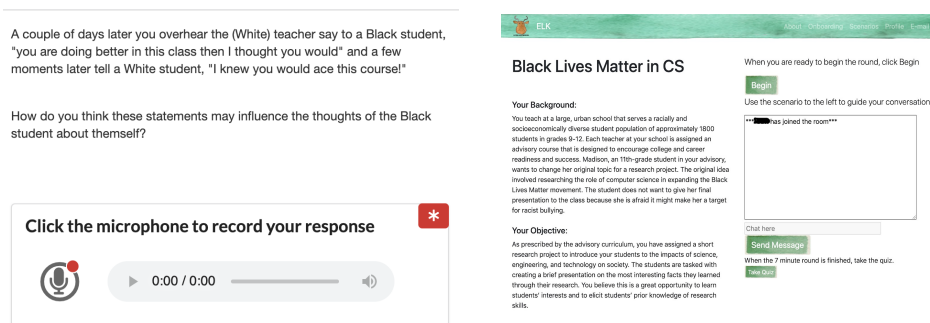 A couple of days later you overhear the (White) teacher say to a Black student,
"you are doing better in this class then I thought you would" and a few
moments later tell a White student, "I knew you would ace this course!"
How do you think these statements may influence the thoughts of the Black
student about themself?
Click the microphone to record your response
*
0:00 / 0:00
ELK
About Onboarding Scenarios Profile E-mail
Black Lives Matter in CS
Your Background:
You teach at a large, urban school that serves a racially and
socioeconomically diverse student population of approximately 1800
students in grades 9-12. Each teacher at your school is assigned an
advisory course that is designed to encourage college and career
readiness and success. Madison, an 11th-grade student in your advisory,
wants to change her original topic for a research project. The original idea
involved researching the role of computer science in expanding the Black
Lives Matter movement. The student does not want to give her final
presentation to the class because she is afraid it might make her a target
for racist bullying.
Your Objective:
As prescribed by the advisory curriculum, you have assigned a short
research project to introduce your students to the impacts of science,
engineering, and technology on society. The students are tasked with
creating a brief presentation on the most interesting facts they learned
through their research. You believe this is a great opportunity to learn
students' interests and to elicit students' prior knowledge of research
skills.
When you are ready to begin the round, click Begin
Begin
Use the scenario to the left to guide your conversation
*** has joined the room***
Chat here
Send Message
When the 7 minute round is finished, take the quiz.
Take Quiz